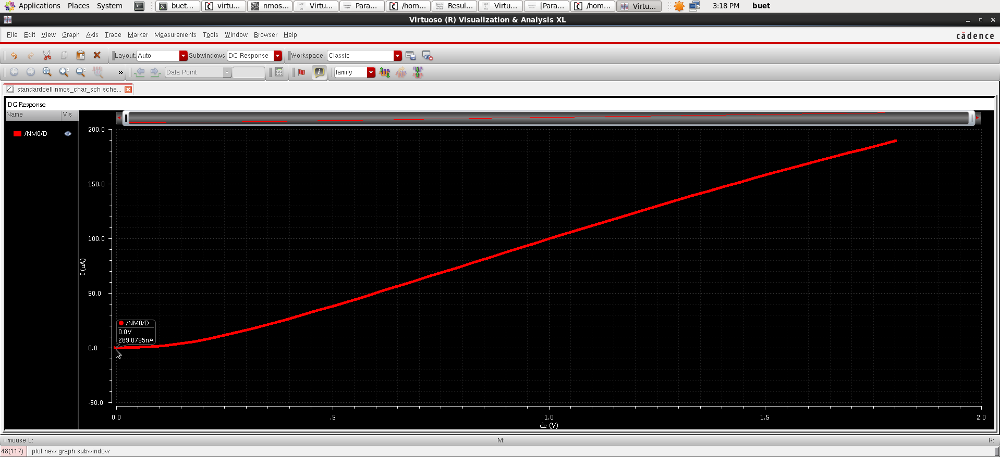 Applications Places System buet... virtu... nmos... Virtu... Para... /hom... Resul... Virtu... [Para... /hom... Virtu... 3:18 PM buet
Virtuoso (R) Visualization & Analysis XL
File Edit View Graph Axis Trace Marker Measurements Tools Window Browser Help
cādence
Layout: Auto Subwindows: DC Response Workspace: Classic
» Data Point family
standardcell nmos_char_sch sche...
DC Response
Name Vis
/NM0/D
200.0
150.0
100.0
50.0
0.0
-50.0
I (uA)
/NM0/D
0.0V
269.0795nA
0.0 .5 1.0 1.5 2.0
dc (V)
mouse L: M: R:
48(117) plot new graph subwindow